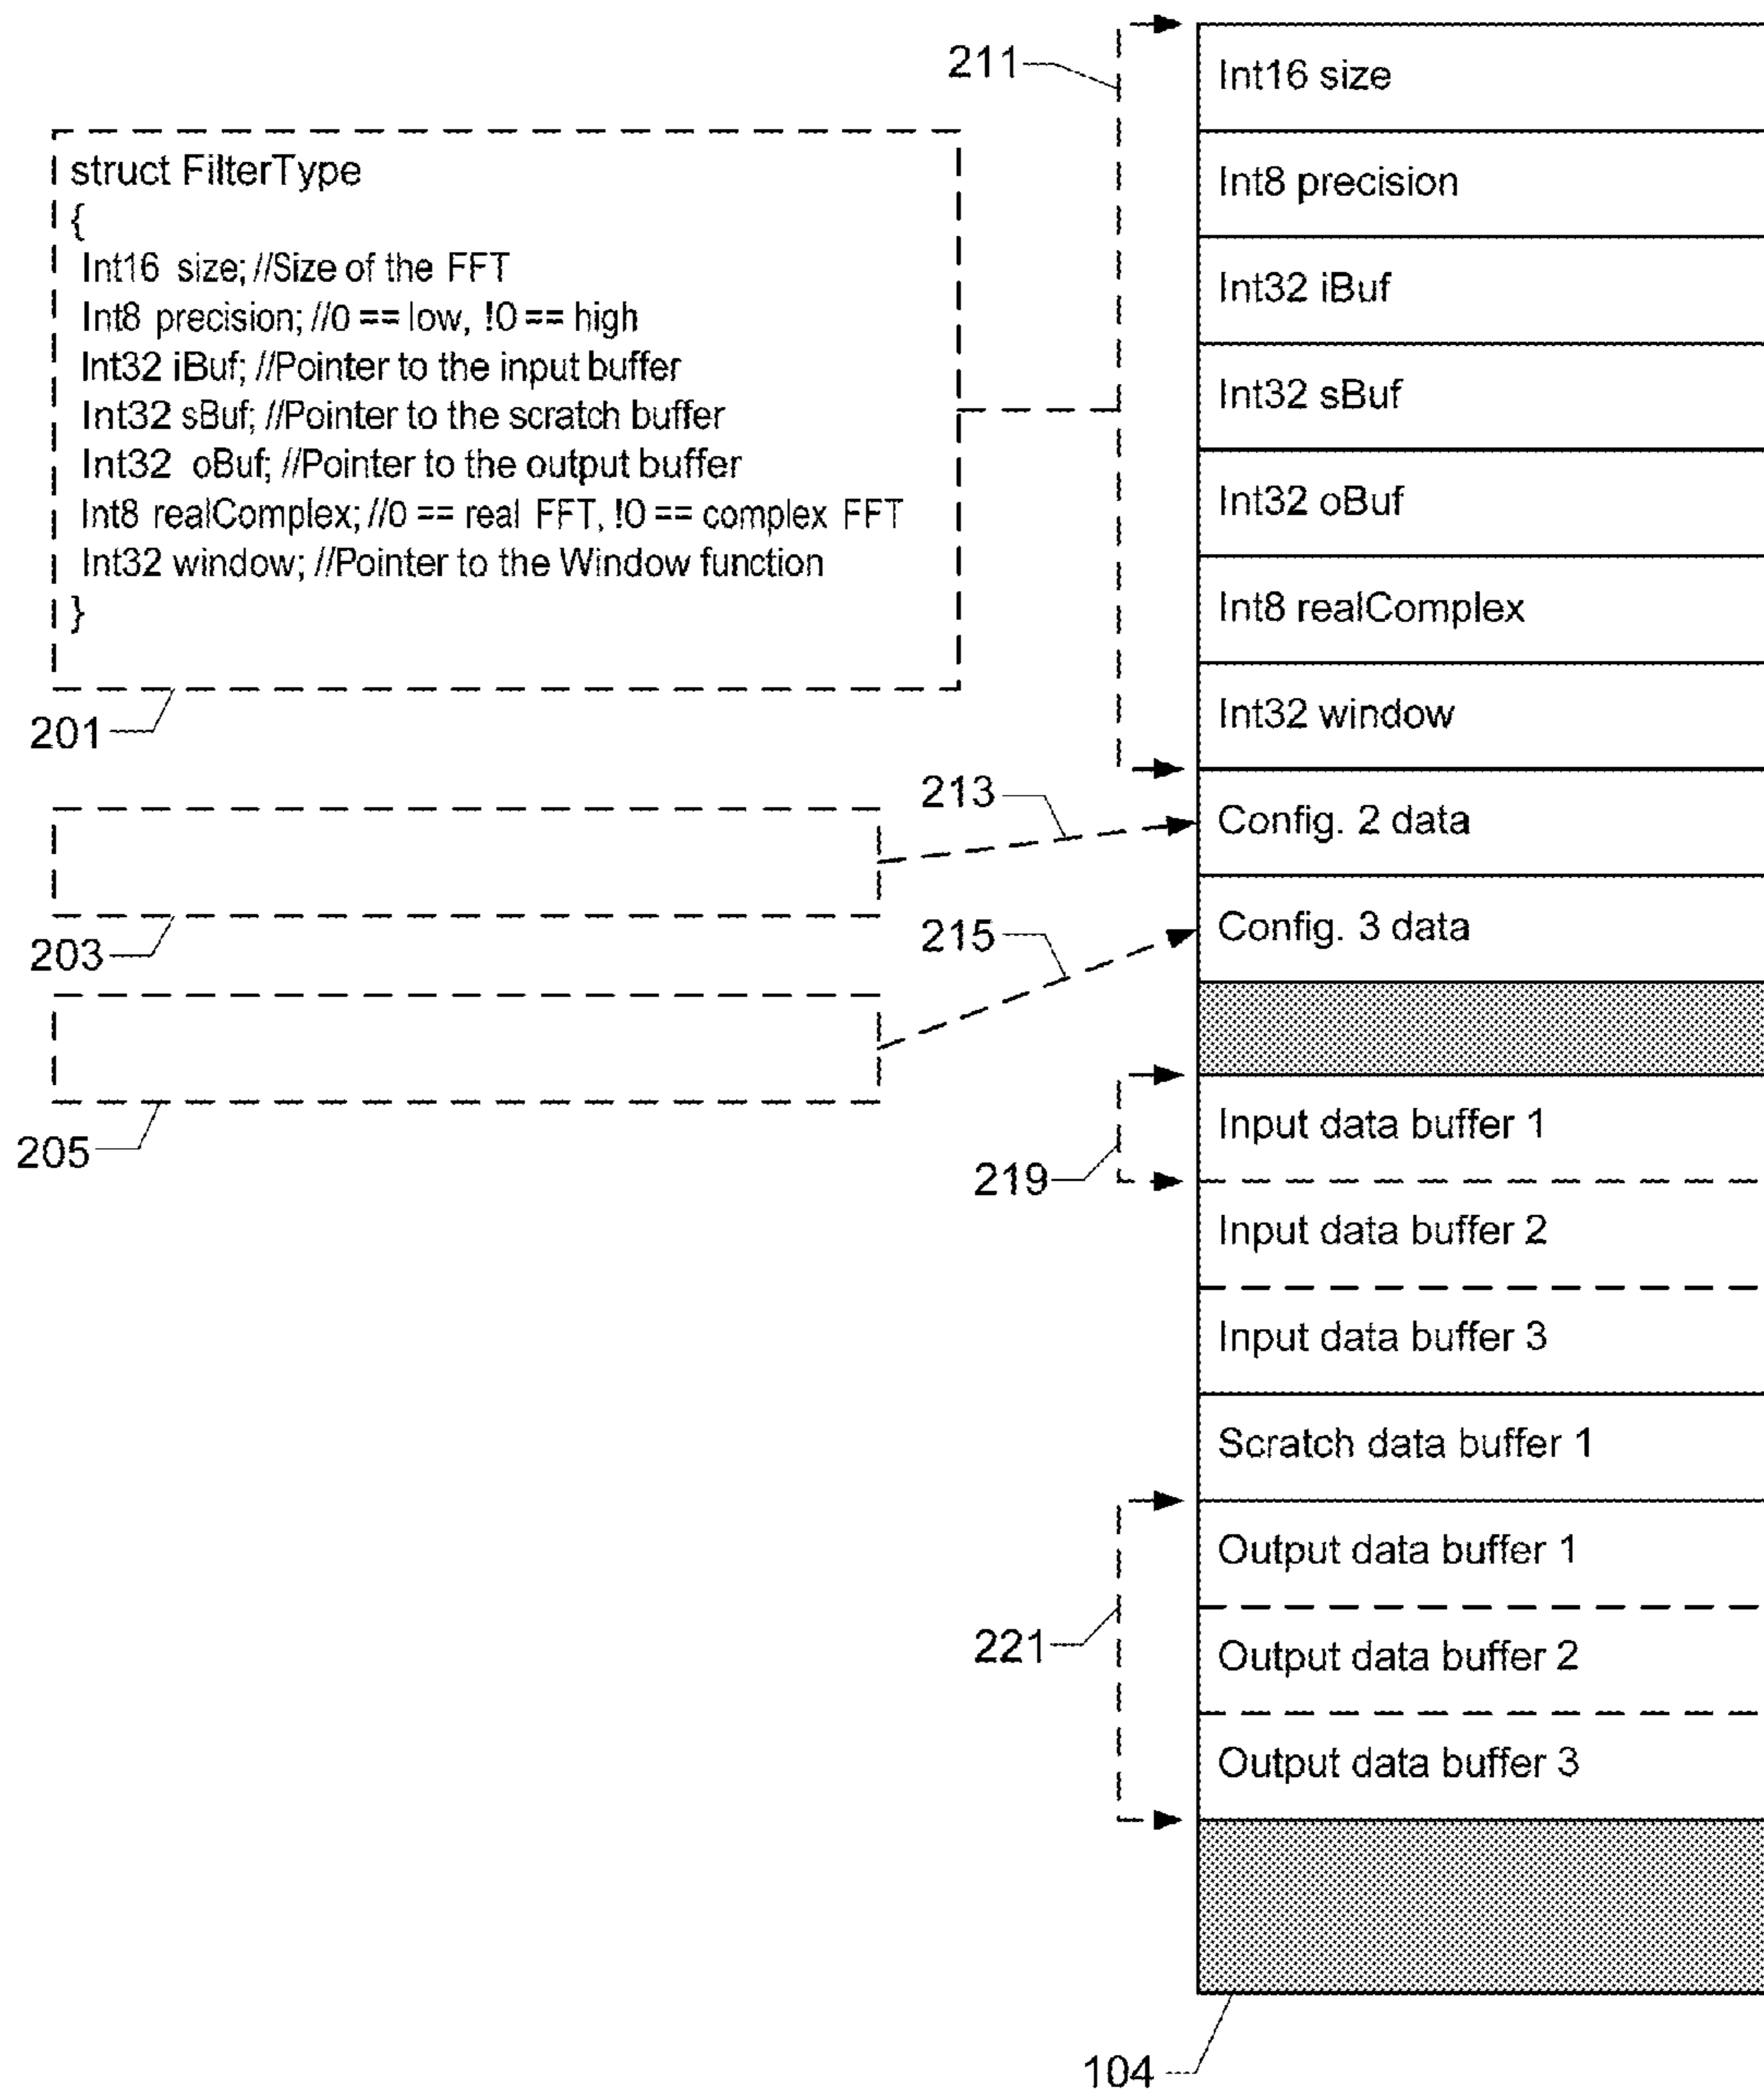 struct FilterType
{
Int16 size; //Size of the FFT
Int8 precision; //0 == low, !0 == high
Int32 iBuf; //Pointer to the input buffer
Int32 sBuf; //Pointer to the scratch buffer
Int32 oBuf; //Pointer to the output buffer
Int8 realComplex; //0 == real FFT, !0 == complex FFT
Int32 window; //Pointer to the Window function
}
201
203
205
211
213
215
219
221
Int16 size
Int8 precision
Int32 iBuf
Int32 sBuf
Int32 oBuf
Int8 realComplex
Int32 window
Config. 2 data
Config. 3 data
Input data buffer 1
Input data buffer 2
Input data buffer 3
Scratch data buffer 1
Output data buffer 1
Output data buffer 2
Output data buffer 3
104